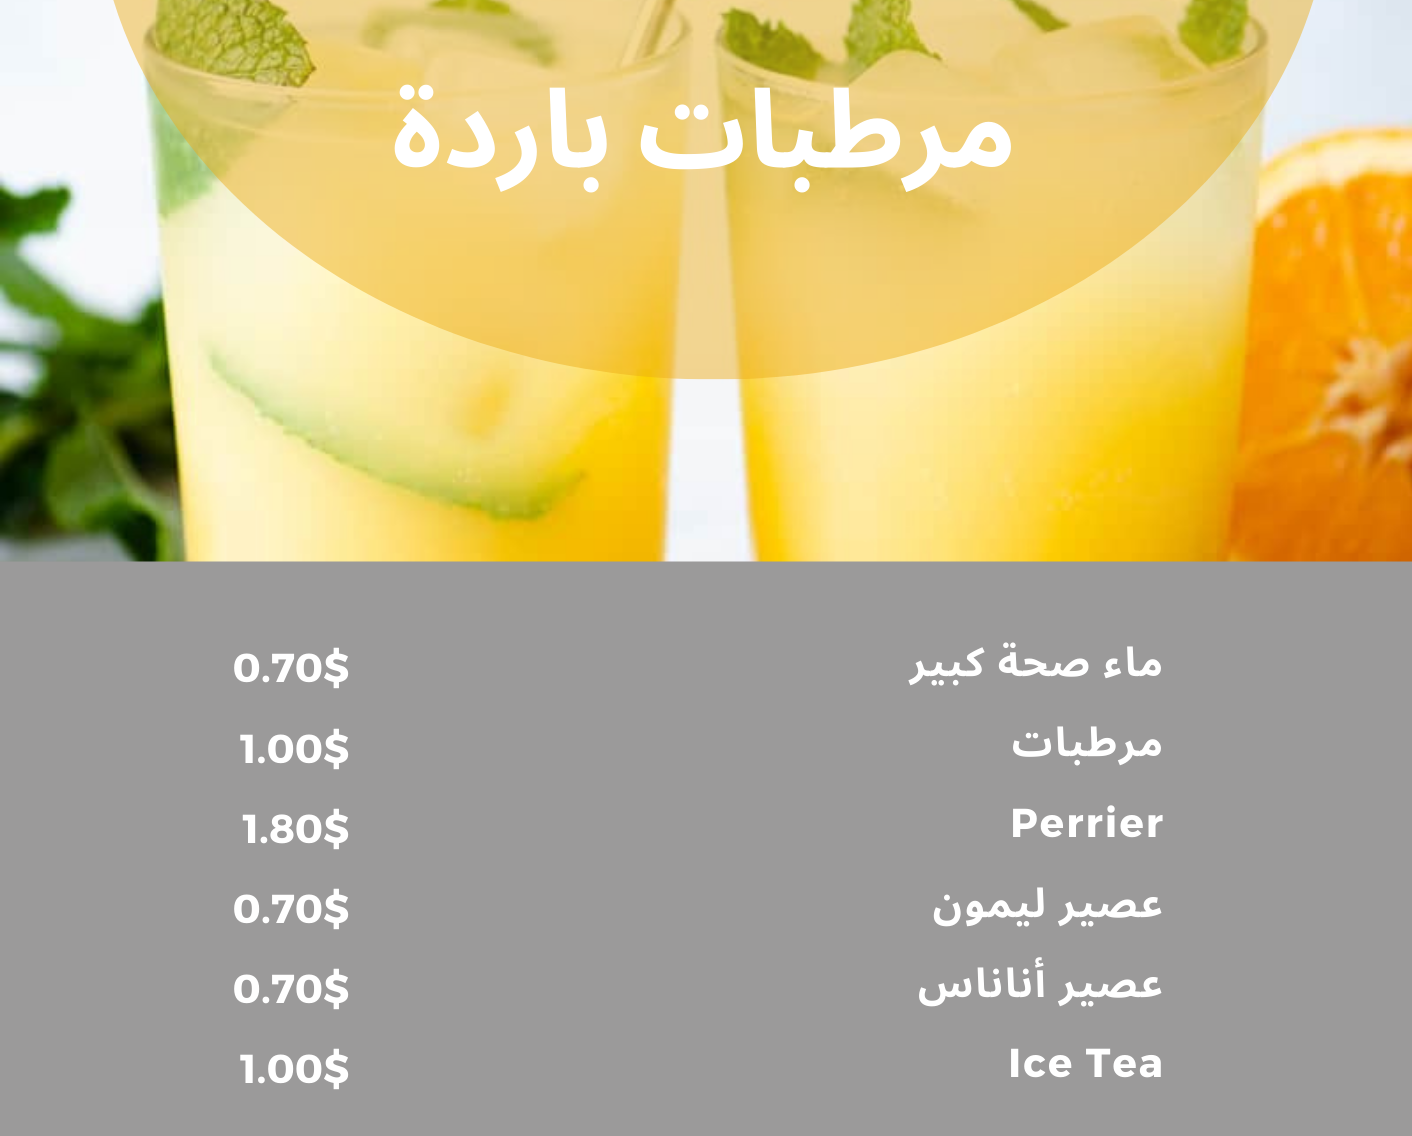 مرطبات باردة
ماء صحة كبير 0.70$
مرطبات 1.00$
Perrier 1.80$
عصير ليمون 0.70$
عصير أناناس 0.70$
Ice Tea 1.00$